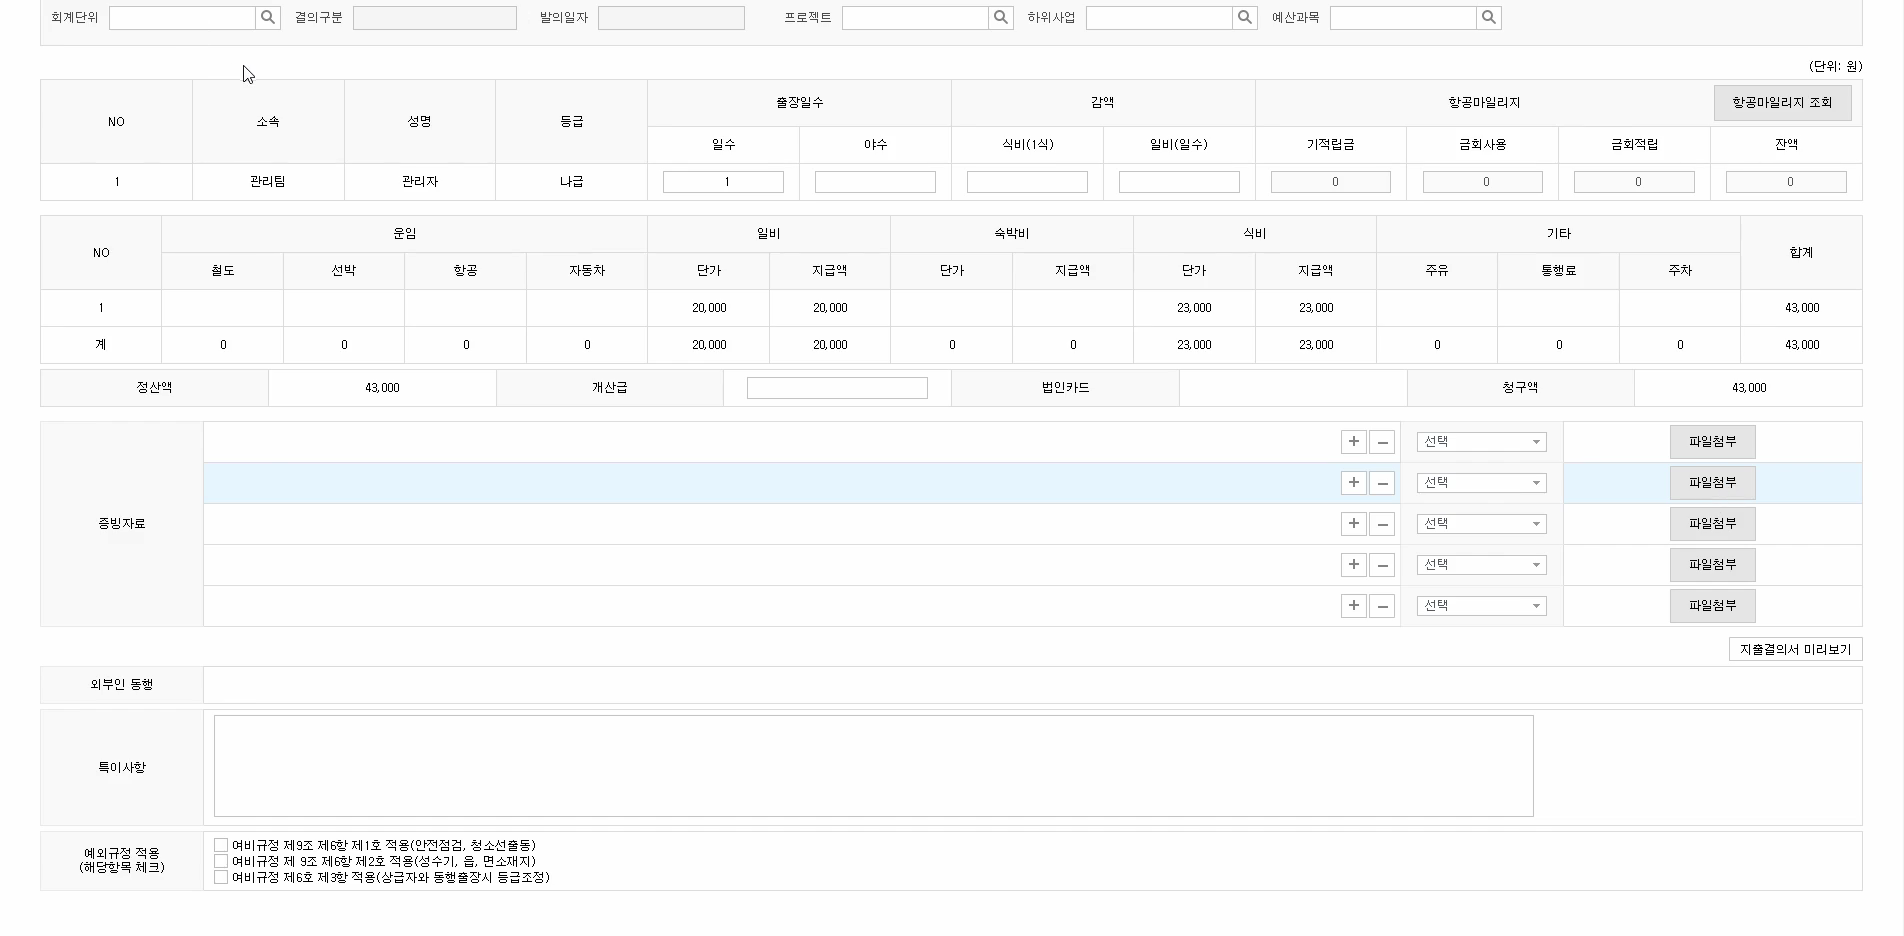 회계단위 결의구분 발의일자 프로젝트 하위사업 예산과목
(단위: 원)
NO 소속 성명 등급 출장일수 감액 항공마일리지 항공마일리지 조회
일수 야수 식비(1식) 일비(일수) 기적립금 금회사용 금회적립 잔액
1 관리팀 관리자 나급 1 0 0 0 0
NO 운임 일비 숙박비 식비 기타 합계
철도 선박 항공 자동차 단가 지급액 단가 지급액 단가 지급액 주유 통행료 주차
1 20,000 20,000 23,000 23,000 43,000
계 0 0 0 0 20,000 20,000 0 0 23,000 23,000 0 0 0 43,000
정산액 43,000 개산급 법인카드 청구액 43,000
증빙자료
+ − 선택 파일첨부
+ − 선택 파일첨부
+ − 선택 파일첨부
+ − 선택 파일첨부
+ − 선택 파일첨부
지출결의서 미리보기
외부인 동행
특이사항
예외규정 적용
(해당항목 체크)
여비규정 제9조 제6항 제1호 적용(안전점검, 청소선출동)
여비규정 제 9조 제6항 제2호 적용(성수기, 읍, 면소재지)
여비규정 제6호 제3항 적용(상급자와 동행출장시 등급조정)